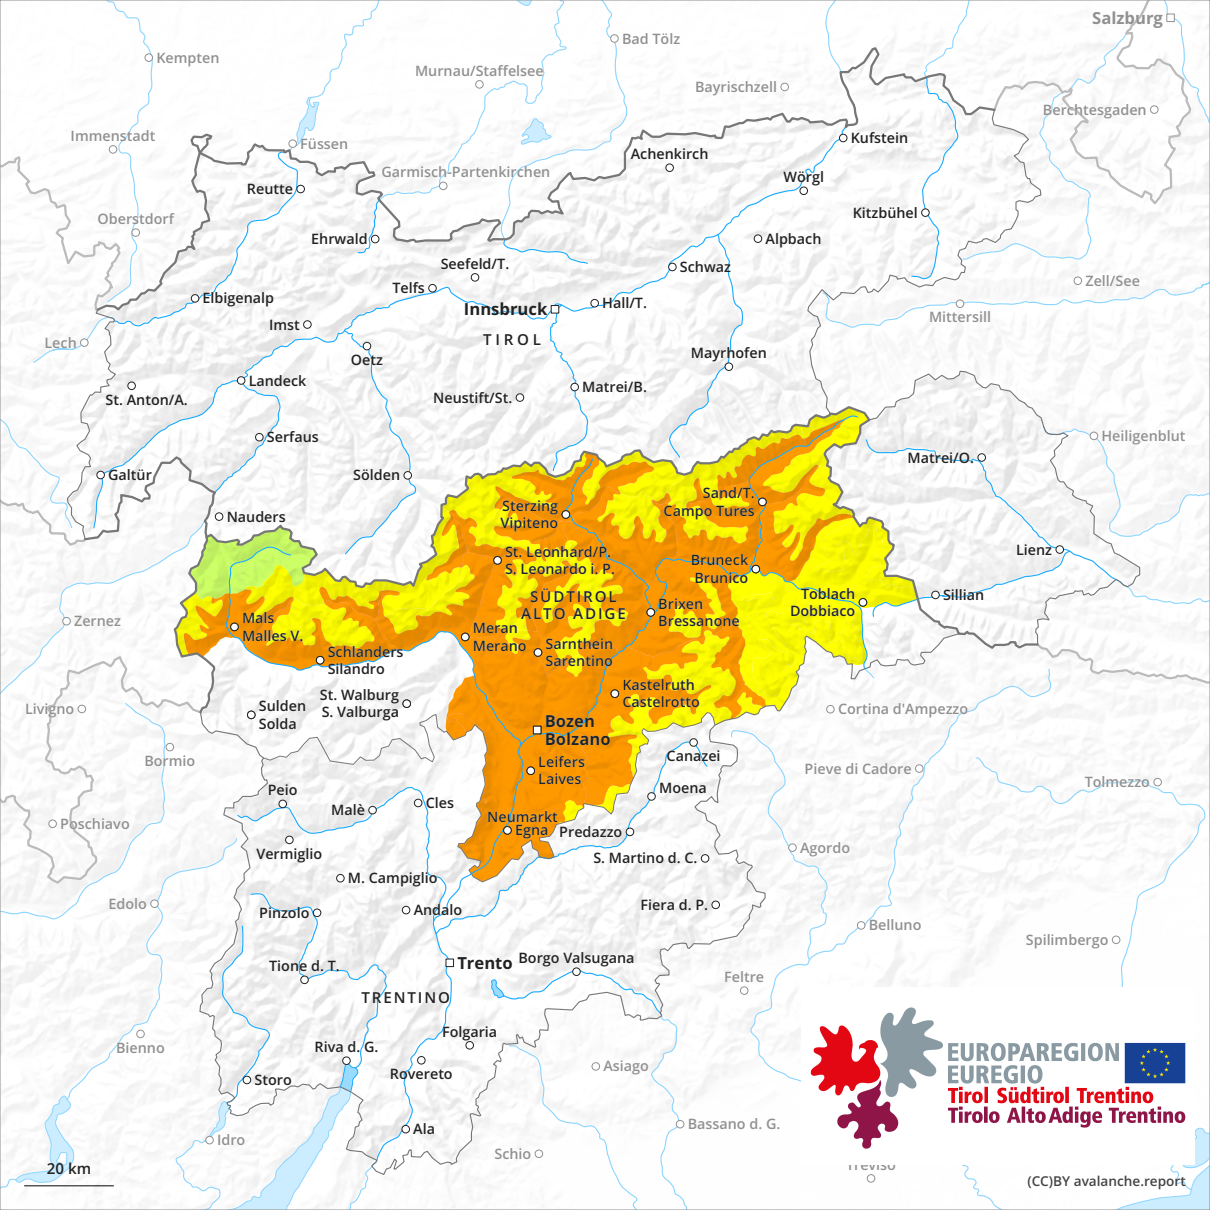 Salzburg
Bad Tölz
Kempten
Murnau/Staffelsee
Bayrischzell
Berchtesgaden
Immenstadt
Füssen
Kufstein
Achenkirch
Garmisch-Partenkirchen
Wörgl
Reutte
Oberstdorf
Kitzbühel
Ehrwald
Alpbach
Seefeld/T.
Schwaz
Zell/See
Telfs
Elbigenalp
Innsbruck
Hall/T.
Mittersill
Imst
TIROL
Lech
Oetz
Mayrhofen
Landeck
Matrei/B.
St. Anton/A.
Neustift/St.
Serfaus
Heiligenblut
Matrei/O.
Galtür
Sölden
Sand/T.
Campo Tures
Sterzing
Vipiteno
Nauders
St. Leonhard/P.
S. Leonardo i. P.
Bruneck
Brunico
Lienz
SÜDTIROL
ALTO ADIGE
Toblach
Dobbiaco
Sillian
Brixen
Bressanone
Mals
Malles V.
Zernez
Meran
Merano
Sarnthein
Sarentino
Schlanders
Silandro
Kastelruth
Castelrotto
St. Walburg
S. Valburga
Sulden
Solda
Livigno
Cortina d'Ampezzo
Bozen
Bolzano
Bormio
Canazei
Leifers
Laives
Pieve di Cadore
Tolmezzo
Peio
Moena
Malè
Cles
Neumarkt
Egna
Predazzo
Poschiavo
Vermiglio
S. Martino d. C.
Agordo
M. Campiglio
Edolo
Pinzolo
Andalo
Fiera d. P.
Belluno
Spilimbergo
Trento
Borgo Valsugana
Tione d. T.
Feltre
TRENTINO
Folgaria
Bienno
Riva d. G.
Rovereto
Asiago
Storo
EUROPAREGION
EUREGIO
Tirol Südtirol Trentino
Tirolo Alto Adige Trentino
Ala
Bassano d. G.
Idro
Schio
Treviso
20 km
(CC)BY avalanche.report